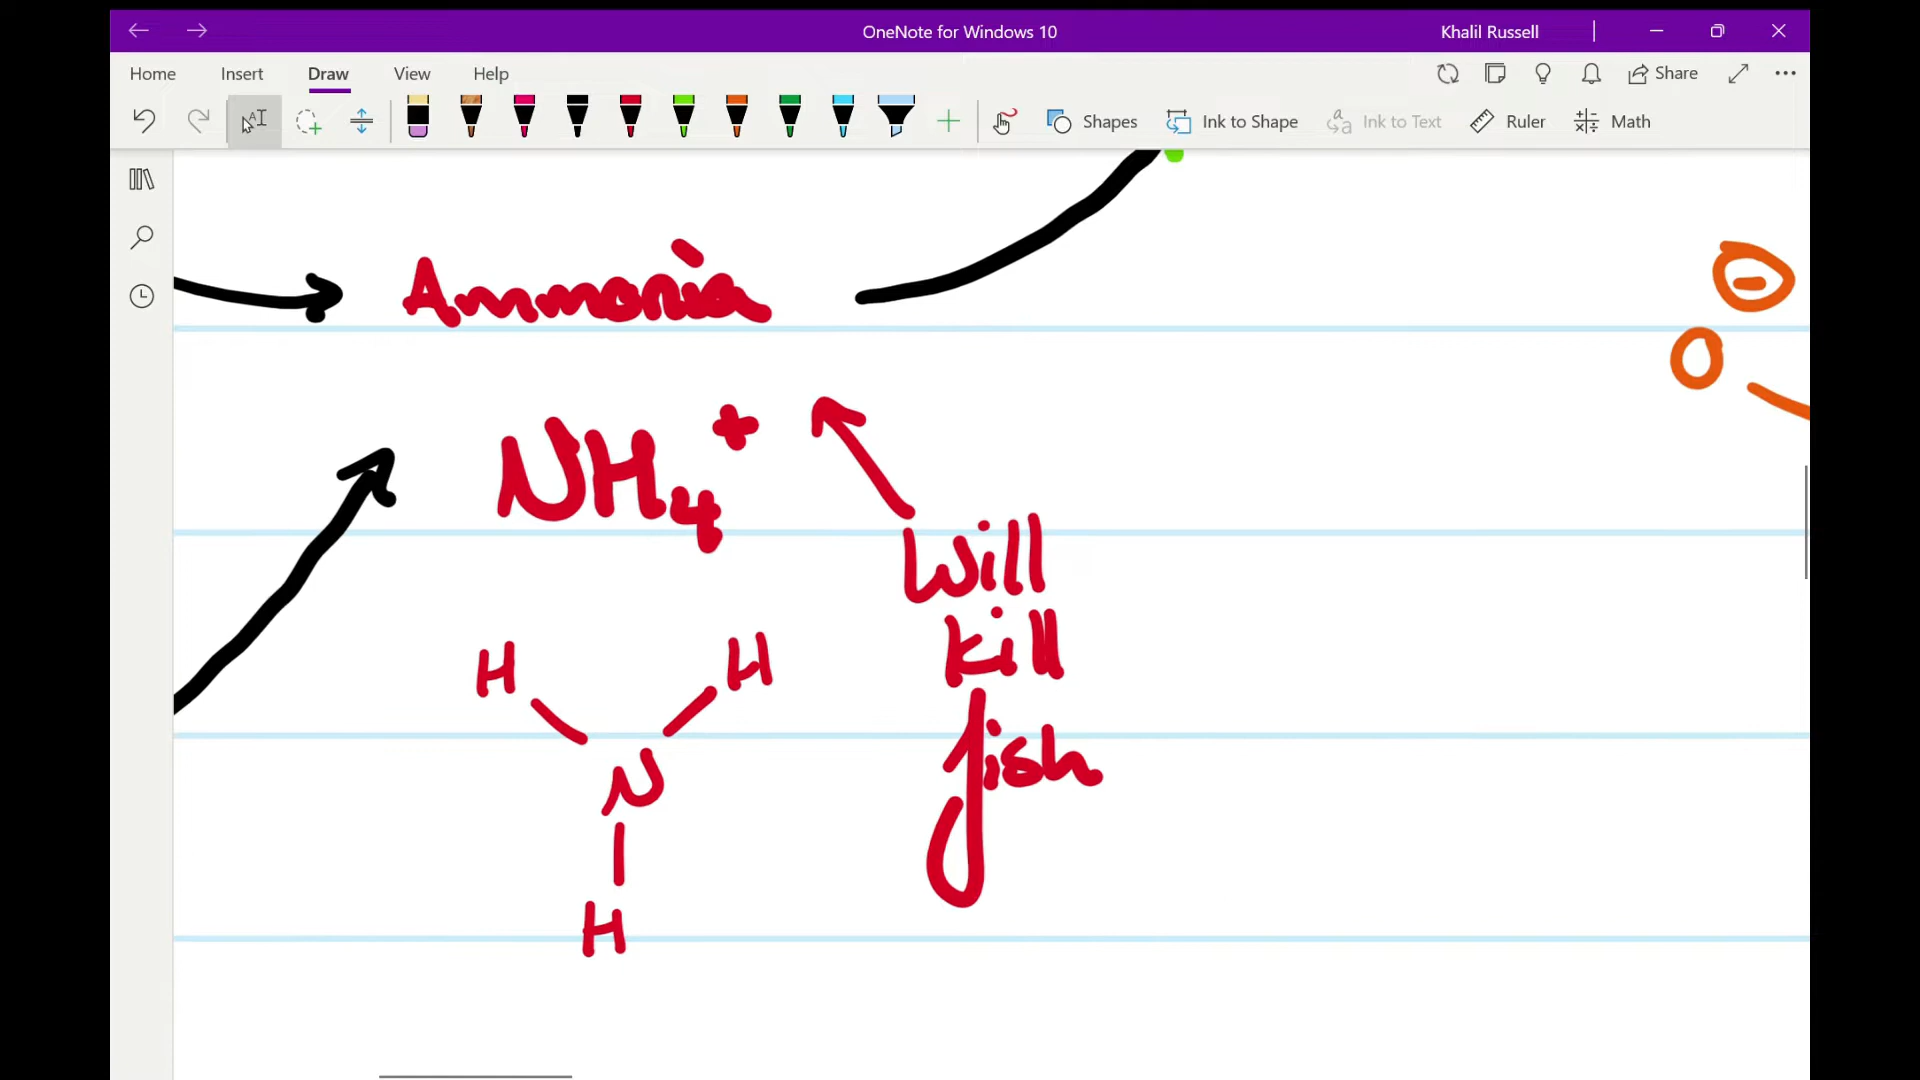 OneNote for Windows 10
Khalil Russell
Home Insert Draw View Help
Share
Shapes Ink to Shape Ink to Text Ruler Math
Ammonia
NH₄⁺
Will
kill
fish
H H
N
H
O